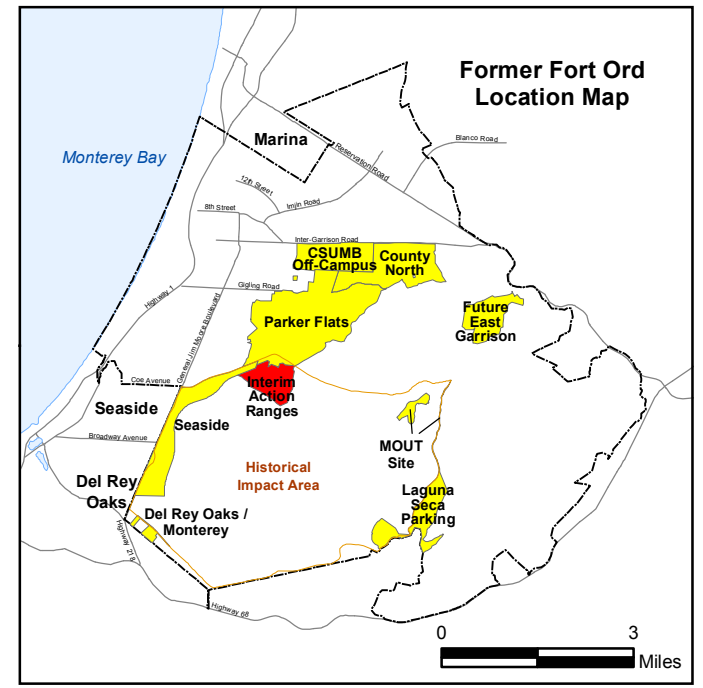 Former Fort Ord
Location Map
Marina
Monterey Bay
Blanco Road
Reservation Road
12th Street
Imjin Road
8th Street
Inter-Garrison Road
CSUMB
Off-Campus
County
North
Gigling Road
Highway 1
General Jim Moore Boulevard
Parker Flats
Future
East
Garrison
Coe Avenue
Interim
Action
Ranges
Seaside
Seaside
Broadway Avenue
MOUT
Site
Historical
Impact Area
Del Rey
Oaks
Laguna
Seca
Parking
Del Rey Oaks /
Monterey
Highway 218
Highway 68
0 3
Miles